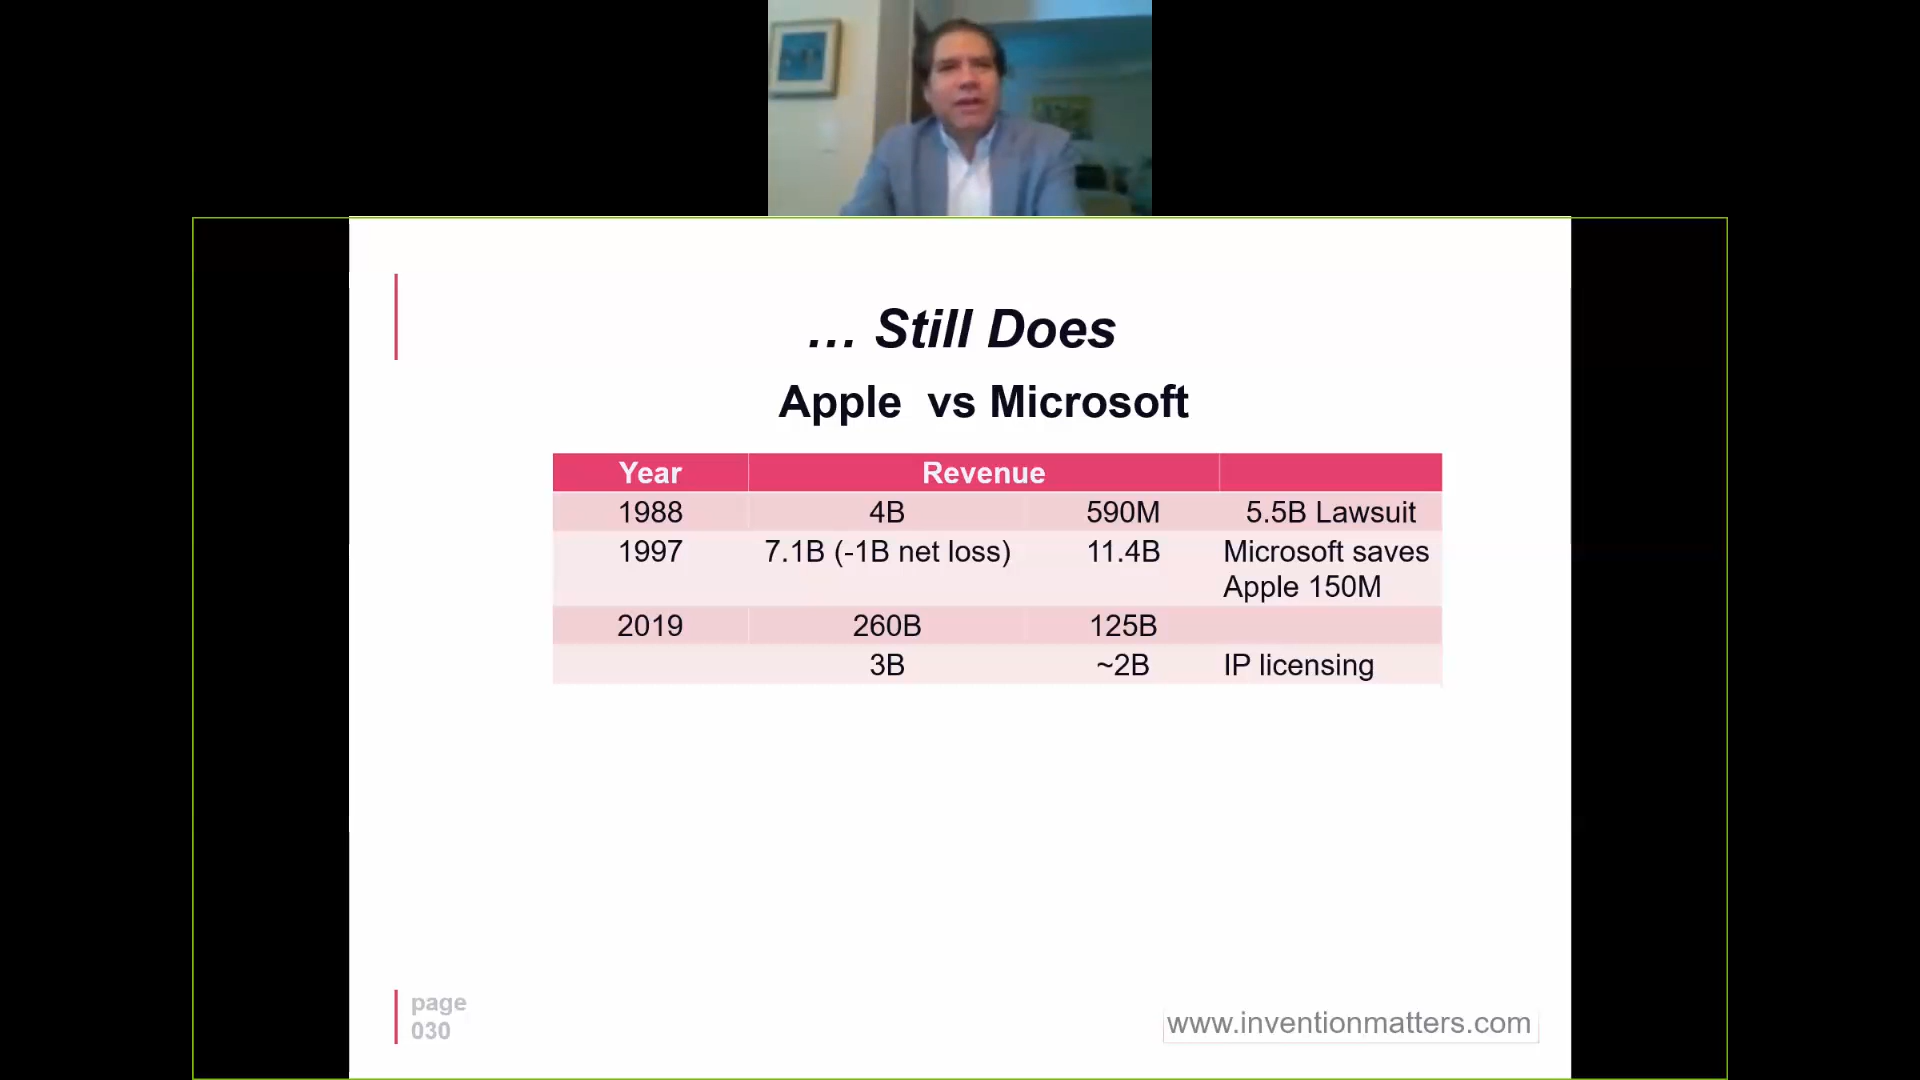 ... Still Does
Apple vs Microsoft
Year Revenue
1988 4B 590M 5.5B Lawsuit
1997 7.1B (-1B net loss) 11.4B Microsoft saves
Apple 150M
2019 260B 125B
3B ~2B IP licensing
page
030
www.inventionmatters.com